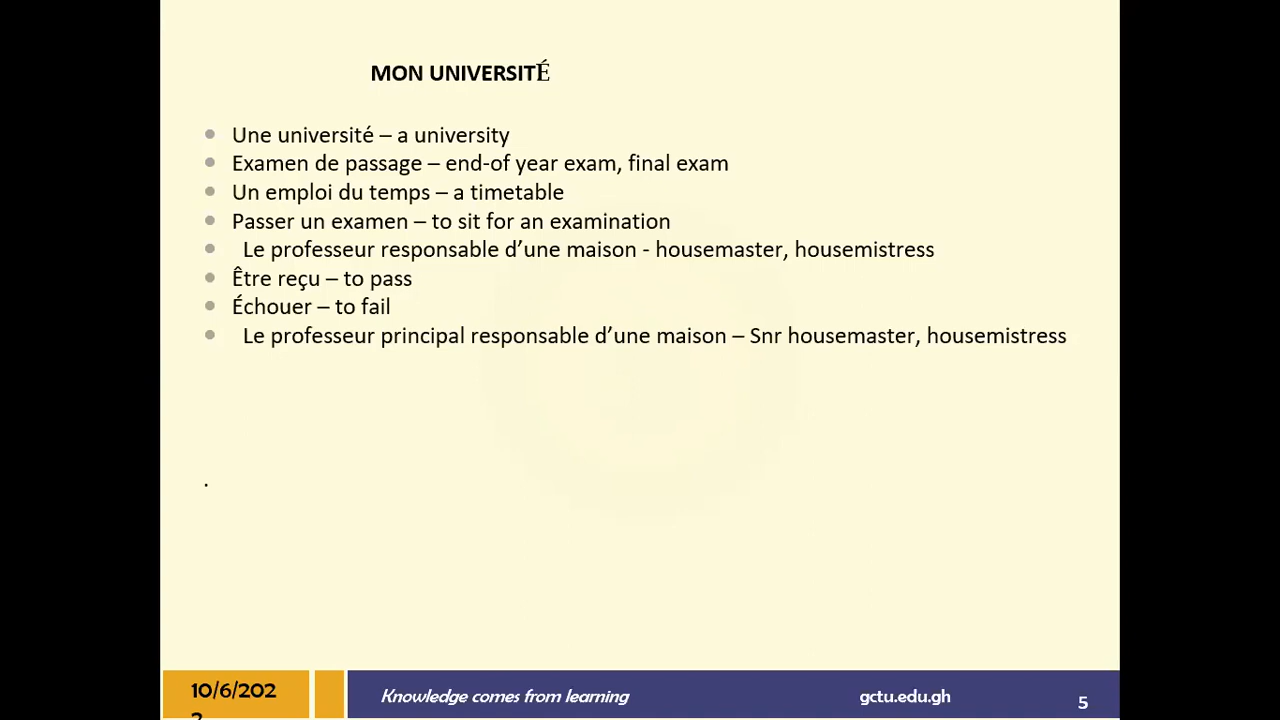 MON UNIVERSITÉ
Une université – a university
Examen de passage – end-of year exam, final exam
Un emploi du temps – a timetable
Passer un examen – to sit for an examination
Le professeur responsable d’une maison - housemaster, housemistress
Être reçu – to pass
Échouer – to fail
Le professeur principal responsable d’une maison – Snr housemaster, housemistress
.
10/6/202
2
Knowledge comes from learning
gctu.edu.gh
5